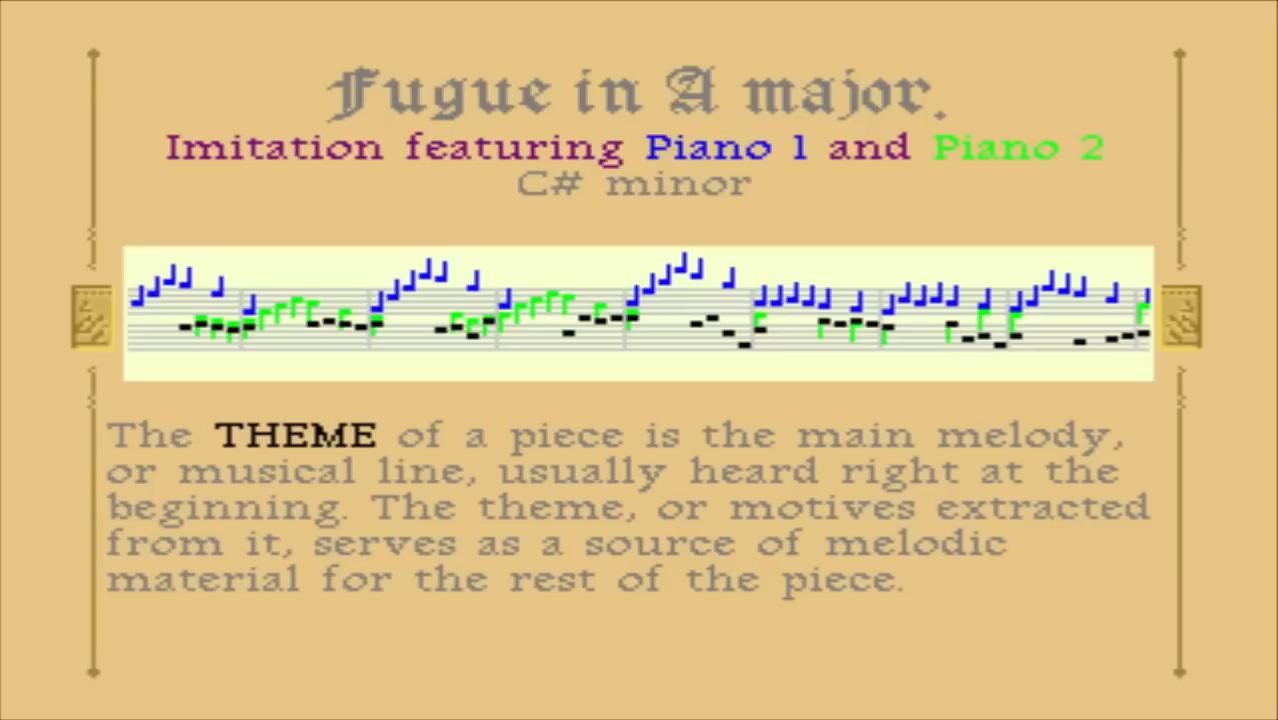 Fugue in A major.
Imitation featuring Piano 1 and Piano 2
C# minor
The THEME of a piece is the main melody,
or musical line, usually heard right at the
beginning. The theme, or motives extracted
from it, serves as a source of melodic
material for the rest of the piece.